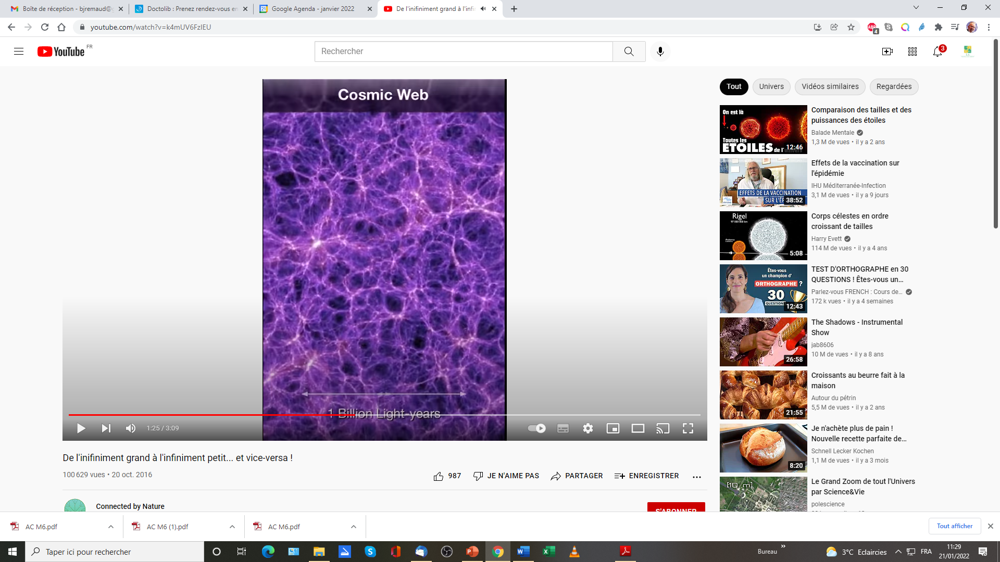 Boîte de réception - bjremaud@
Doctolib : Prenez rendez-vous en
Google Agenda - janvier 2022
De l'inifiniment grand à l'infi
youtube.com/watch?v=k4mUV6FzIEU
ABP
4
YouTube FR
Rechercher
3
Cosmic Web
1 Billion Light-years
1:25 / 3:09
De l'inifiniment grand à l'infiniment petit... et vice-versa !
100 629 vues • 20 oct. 2016
987
JE N'AIME PAS
PARTAGER
ENREGISTRER
Connected by Nature
S'ABONNER
Tout
Univers
Vidéos similaires
Regardées
On est là
Toutes les
ETOILES de l'
12:46
Comparaison des tailles et des
puissances des étoiles
Balade Mentale
1,3 M de vues • il y a 2 ans
EFFETS DE LA VACCINATION
SUR L'ÉP
38:52
Effets de la vaccination sur
l'épidémie
IHU Méditerranée-Infection
3,1 M de vues • il y a 9 jours
Rigel
97 000 000 km
Arcturus
5:08
Corps célestes en ordre
croissant de tailles
Harry Evett
114 M de vues • il y a 4 ans
Êtes-vous
un champion d'
ORTHOGRAPHE ?
30
QUESTIONS
12:43
TEST D'ORTHOGRAPHE en 30
QUESTIONS ! Êtes-vous un...
Parlez-vous FRENCH : Cours de...
172 k vues • il y a 4 semaines
26:58
The Shadows - Instrumental
Show
jab8606
10 M de vues • il y a 8 ans
21:55
Croissants au beurre fait à la
maison
Autour du pétrin
5,5 M de vues • il y a 2 ans
8:20
Je n'achète plus de pain !
Nouvelle recette parfaite de...
Schnell Lecker Kochen
1,1 M de vues • il y a 3 mois
[10 m]
Le Grand Zoom de tout l'Univers
par Science&Vie
polescience
AC M6.pdf
AC M6 (1).pdf
AC M6.pdf
Tout afficher
Taper ici pour rechercher
Bureau
3°C Eclaircies
FRA
11:29
21/01/2022